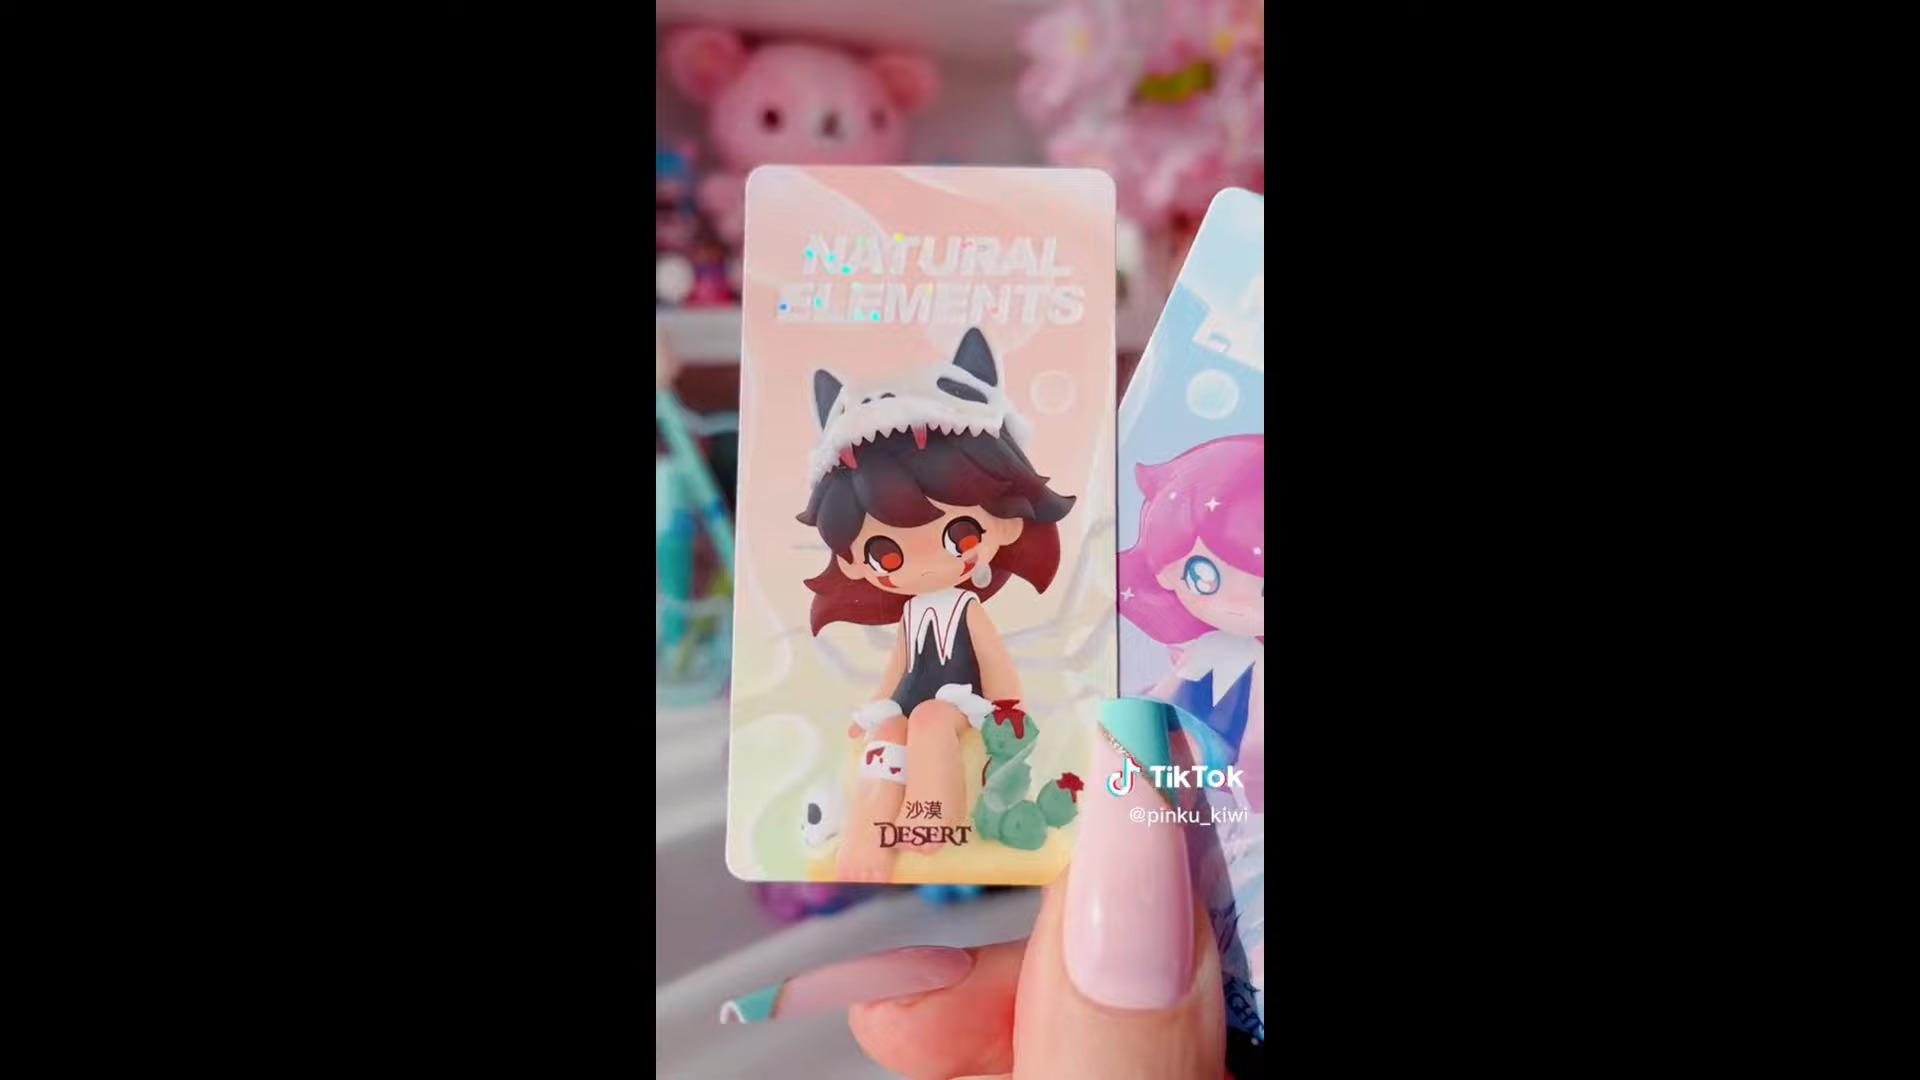 NATURAL
ELEMENTS
沙漠
DESERT
TikTok
@pinku_kiwi